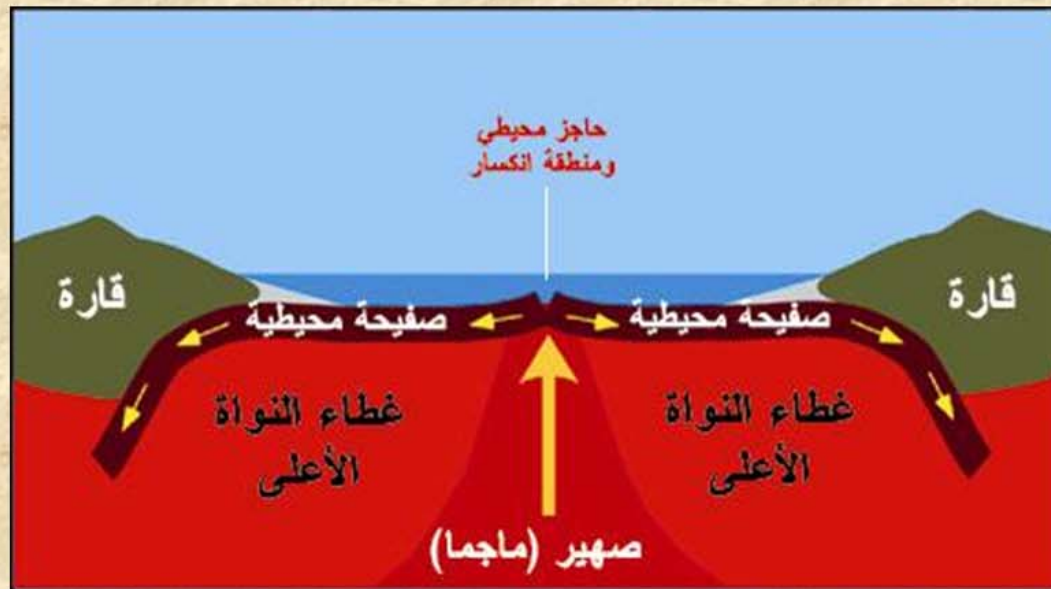 حاجز محيطي
ومنطقة انكسار
قارة
قارة
صفيحة محيطية
صفيحة محيطية
غطاء النواة
الأعلى
غطاء النواة
الأعلى
صهير (ماجما)